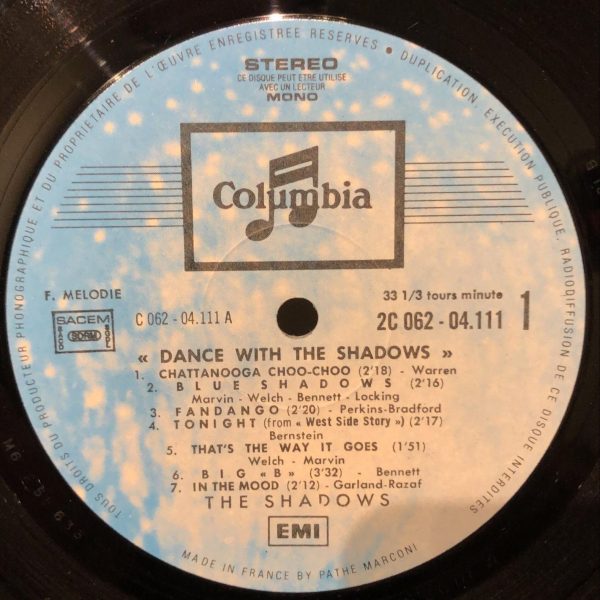 TOUS DROITS DU PRODUCTEUR PHONOGRAPHIQUE ET DU PROPRIETAIRE DE L'ŒUVRE ENREGISTREE RESERVES • DUPLICATION, EXECUTION PUBLIQUE, RADIODIFFUSION DE CE DISQUE INTERDITES
STEREO
CE DISQUE PEUT ETRE UTILISE
AVEC UN LECTEUR
MONO
Columbia
F. MELODIE
33 1/3 tours minute
1
SACEM
SDRM
C 062 - 04.111 A
2C 062-04.111
« DANCE WITH THE SHADOWS »
1. CHATTANOOGA CHOO-CHOO (2'18) - Warren
2. BLUE SHADOWS (2'16)
Marvin - Welch - Bennett - Locking
3. FANDANGO (2'20) - Perkins-Bradford
4. TONIGHT (from « West Side Story ») (2'17)
Bernstein
5. THAT'S THE WAY IT GOES (1'51)
Welch - Marvin
6. BIG «B» (3'32) - Bennett
7. IN THE MOOD (2'12) - Garland-Razaf
THE SHADOWS
EMI
MADE IN FRANCE BY PATHE MARCONI